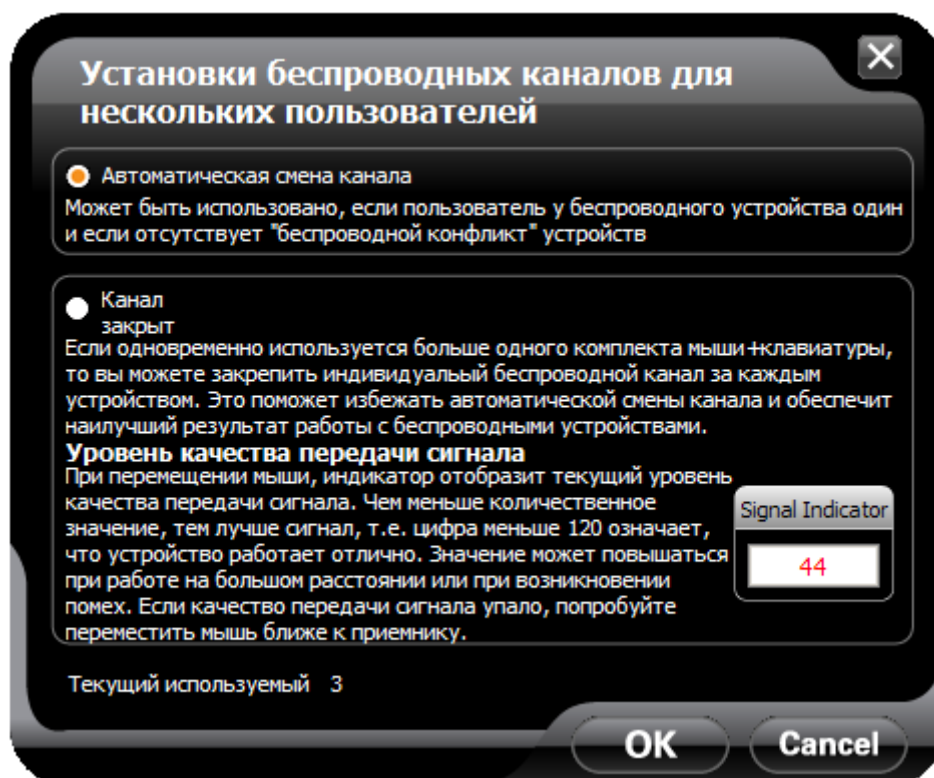 Установки беспроводных каналов для
нескольких пользователей
Автоматическая смена канала
Может быть использовано, если пользователь у беспроводного устройства один
и если отсутствует "беспроводной конфликт" устройств
Канал
закрыт
Если одновременно используется больше одного комплекта мыши+клавиатуры,
то вы можете закрепить индивидуальый беспроводной канал за каждым
устройством. Это поможет избежать автоматической смены канала и обеспечит
наилучший результат работы с беспроводными устройствами.
Уровень качества передачи сигнала
При перемещении мыши, индикатор отобразит текущий уровень
качества передачи сигнала. Чем меньше количественное
значение, тем лучше сигнал, т.е. цифра меньше 120 означает,
что устройство работает отлично. Значение может повышаться
при работе на большом расстоянии или при возникновении
помех. Если качество передачи сигнала упало, попробуйте
переместить мышь ближе к приемнику.
Signal Indicator
44
Текущий используемый 3
OK
Cancel